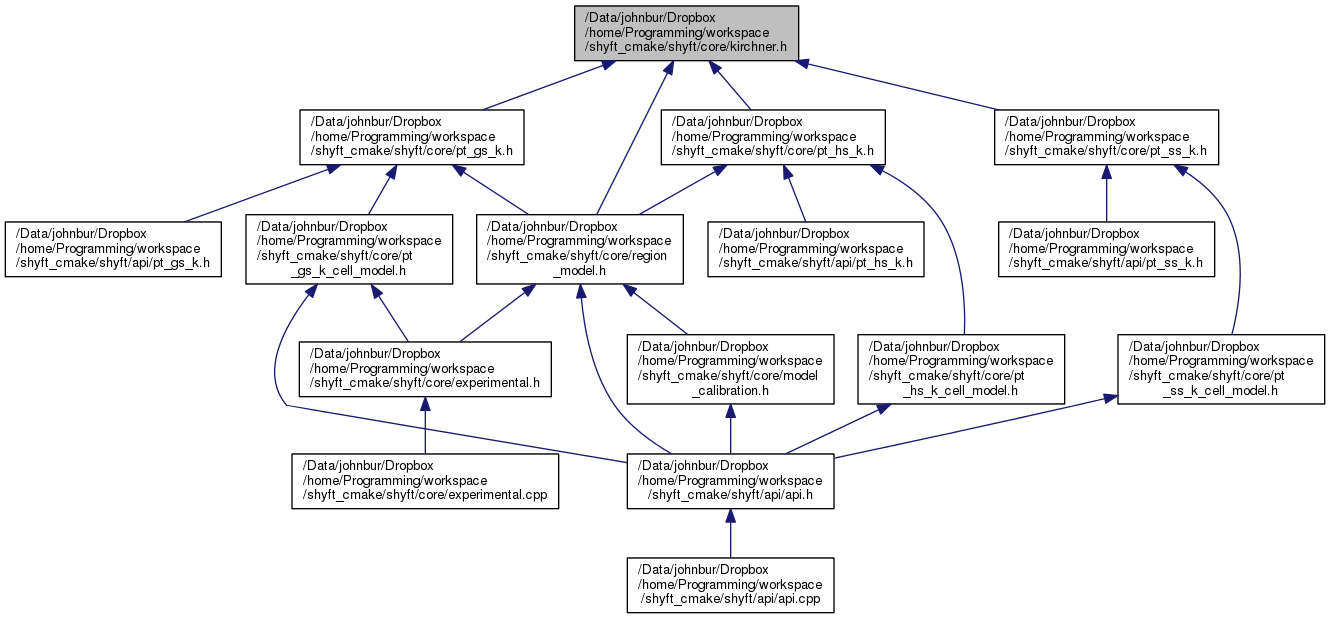 /Data/johnbur/Dropbox
/home/Programming/workspace
/shyft_cmake/shyft/core/kirchner.h
/Data/johnbur/Dropbox
/home/Programming/workspace
/shyft_cmake/shyft/core/pt_gs_k.h
/Data/johnbur/Dropbox
/home/Programming/workspace
/shyft_cmake/shyft/core/pt_hs_k.h
/Data/johnbur/Dropbox
/home/Programming/workspace
/shyft_cmake/shyft/core/pt_ss_k.h
/Data/johnbur/Dropbox
/home/Programming/workspace
/shyft_cmake/shyft/api/pt_gs_k.h
/Data/johnbur/Dropbox
/home/Programming/workspace
/shyft_cmake/shyft/core/pt
_gs_k_cell_model.h
/Data/johnbur/Dropbox
/home/Programming/workspace
/shyft_cmake/shyft/core/region
_model.h
/Data/johnbur/Dropbox
/home/Programming/workspace
/shyft_cmake/shyft/api/pt_hs_k.h
/Data/johnbur/Dropbox
/home/Programming/workspace
/shyft_cmake/shyft/api/pt_ss_k.h
/Data/johnbur/Dropbox
/home/Programming/workspace
/shyft_cmake/shyft/core/experimental.h
/Data/johnbur/Dropbox
/home/Programming/workspace
/shyft_cmake/shyft/core/model
_calibration.h
/Data/johnbur/Dropbox
/home/Programming/workspace
/shyft_cmake/shyft/core/pt
_hs_k_cell_model.h
/Data/johnbur/Dropbox
/home/Programming/workspace
/shyft_cmake/shyft/core/pt
_ss_k_cell_model.h
/Data/johnbur/Dropbox
/home/Programming/workspace
/shyft_cmake/shyft/core/experimental.cpp
/Data/johnbur/Dropbox
/home/Programming/workspace
/shyft_cmake/shyft/api/api.h
/Data/johnbur/Dropbox
/home/Programming/workspace
/shyft_cmake/shyft/api/api.cpp